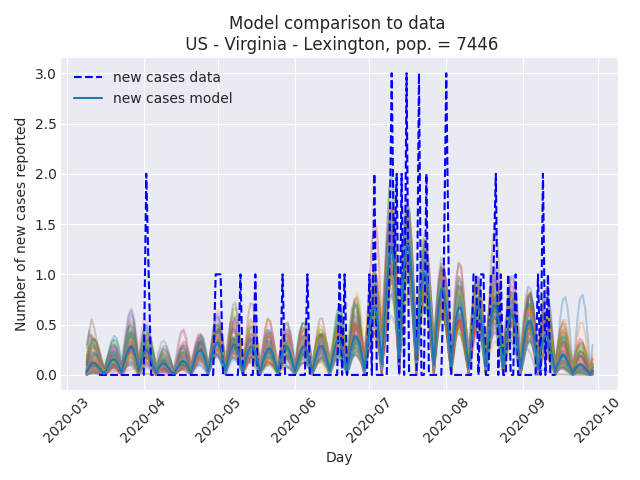 Model comparison to data
US - Virginia - Lexington, pop. = 7446
new cases data
new cases model
Number of new cases reported
3.0
2.5
2.0
1.5
1.0
0.5
0.0
2020-03
2020-04
2020-05
2020-06
2020-07
2020-08
2020-09
2020-10
Day